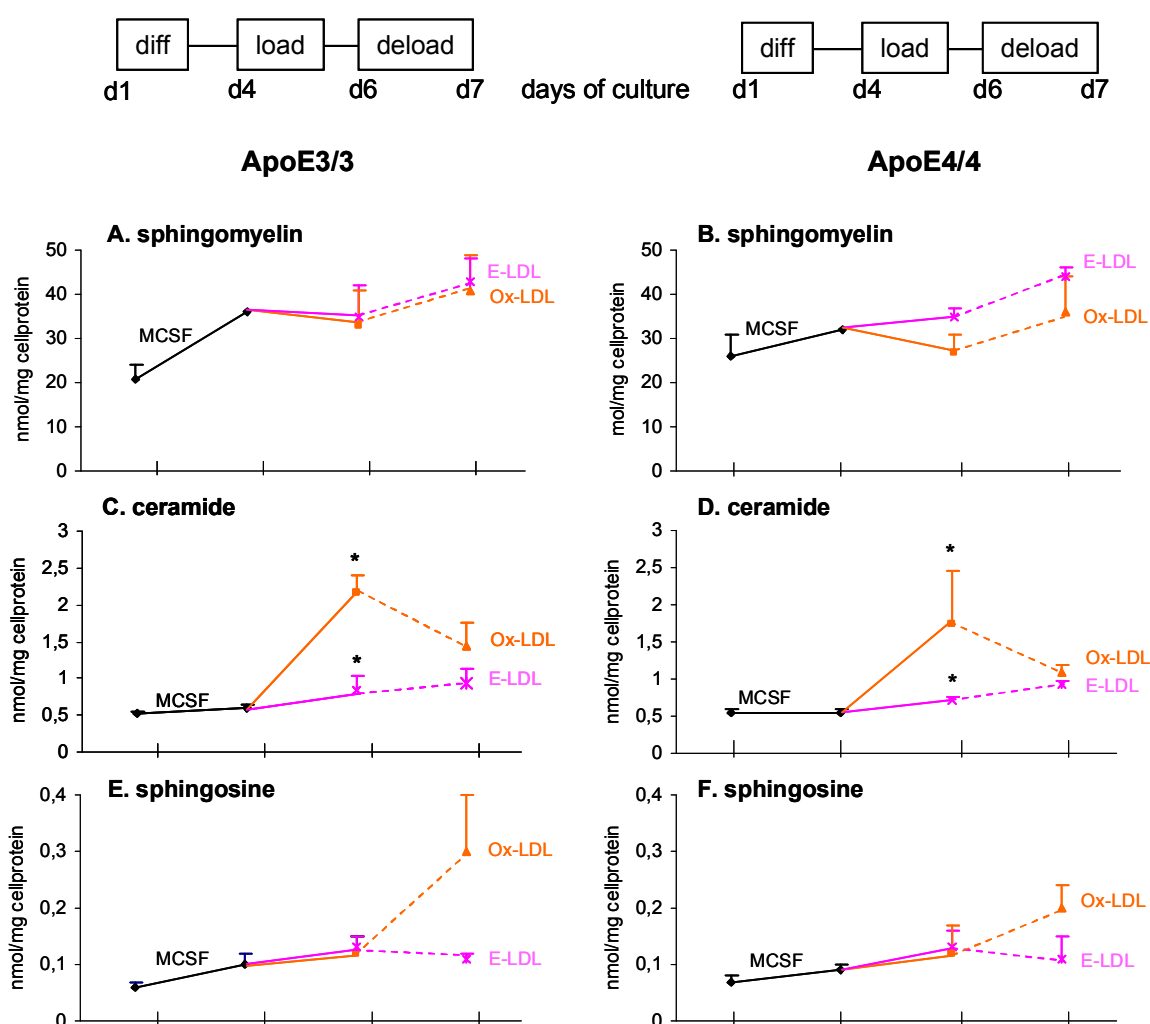 diff load deload diff load deload
d1 d4 d6 d7 days of culture d1 d4 d6 d7
ApoE3/3 ApoE4/4
A. sphingomyelin
50
40
30
20
10
0
nmol/mg cellprotein
MCSF
E-LDL
Ox-LDL
B. sphingomyelin
50
40
30
20
10
0
mol/mg cellprotein
MCSF
E-LDL
Ox-LDL
C. ceramide
3
2,5
2
1,5
1
0,5
0
nmol/mg cellprotein
MCSF
*
*
Ox-LDL
E-LDL
D. ceramide
3
2,5
2
1,5
1
0,5
0
nmol/mg cellprotein
MCSF
*
*
Ox-LDL
E-LDL
E. sphingosine
0,4
0,3
0,2
0,1
0
nmol/mg cellprotein
MCSF
Ox-LDL
E-LDL
F. sphingosine
0,4
0,3
0,2
0,1
0
nmol/mg cellprotein
MCSF
Ox-LDL
E-LDL